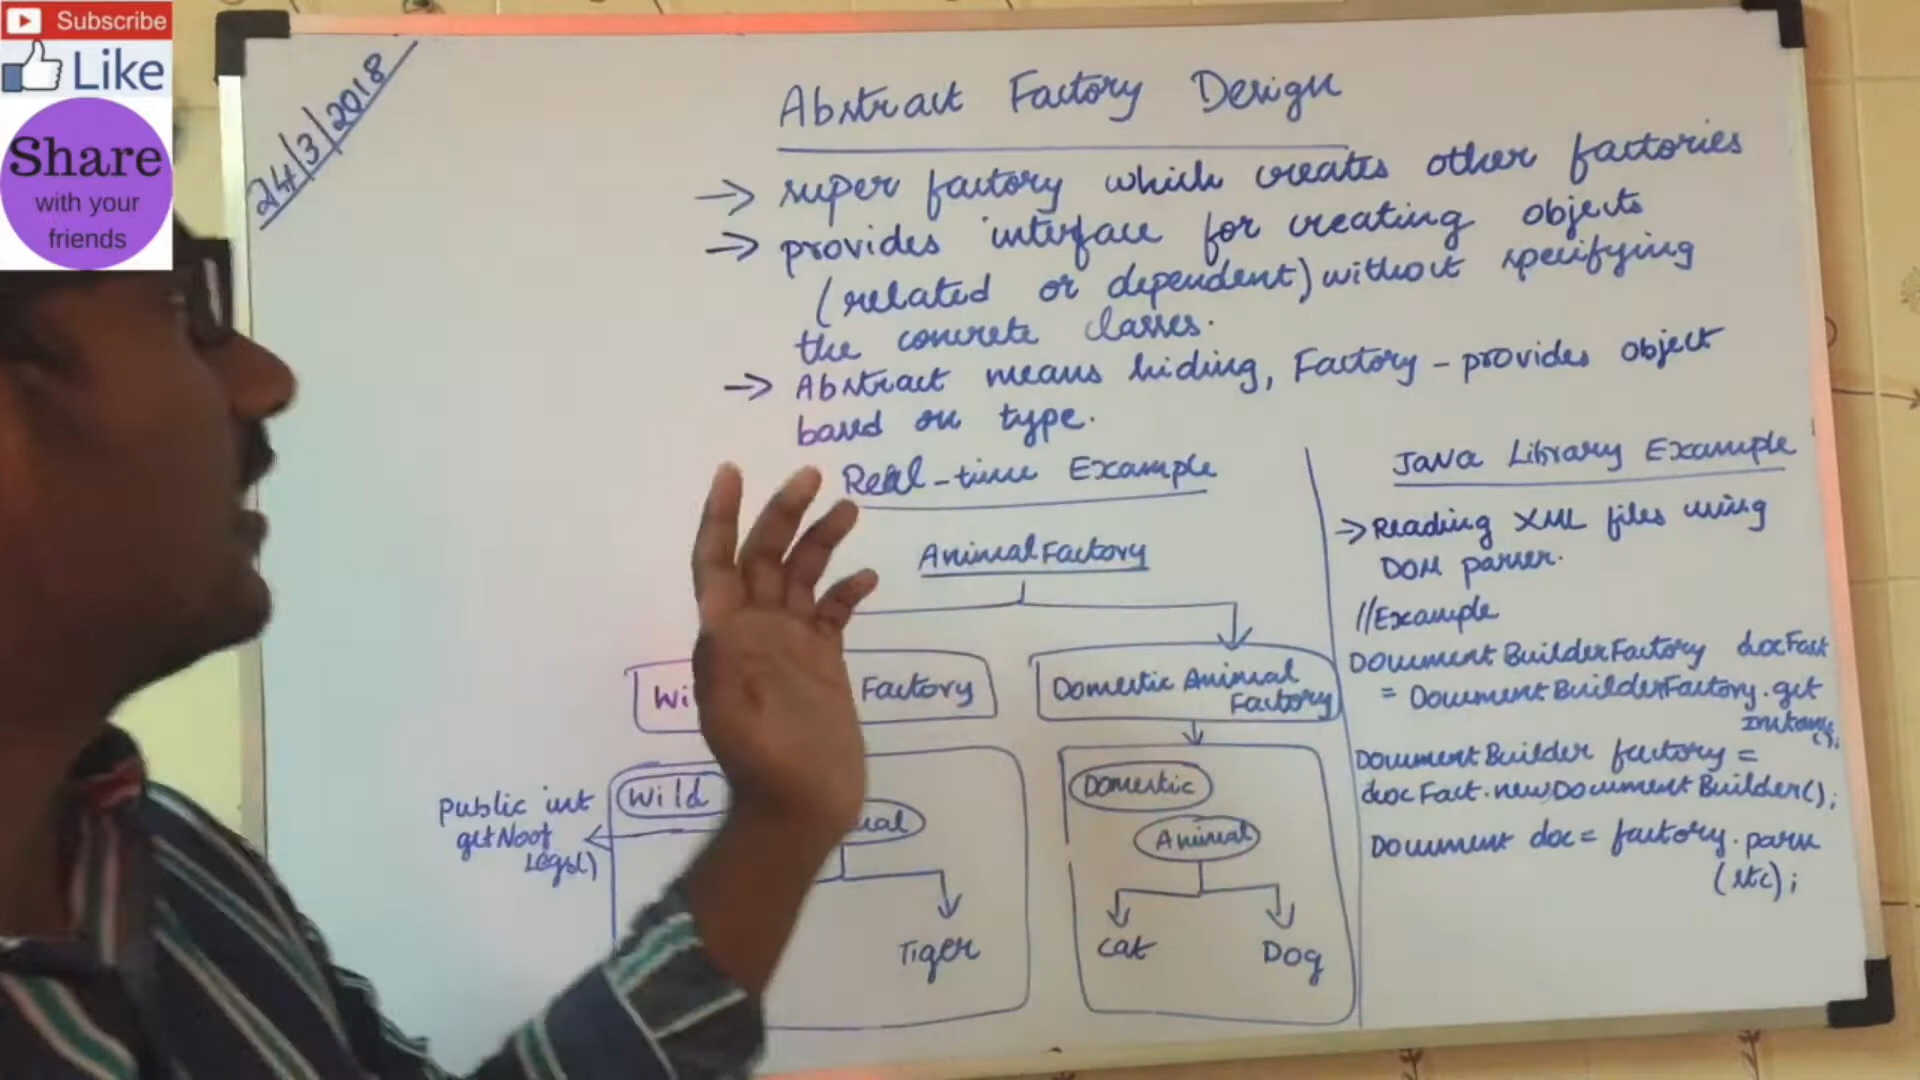 Subscribe
Like
Share
with your
friends
24/3/2018
Abstract Factory Design
→ super factory which creates other factories
→ provides interface for creating objects
(related or dependent) without specifying
the concrete classes.
→ Abstract means hiding, Factory - provides object
based on type.
Real-time Example
AnimalFactory
Wi
Factory
Domestic Animal
Factory
Wild
public int
getNoof
Legs()
Tiger
Domestic
Animal
Cat
Dog
Java Library Example
→ Reading XML files using
DOM parser.
//Example
DocumentBuilderFactory docFact
= DocumentBuilderFactory.get
Instance
();
DocumentBuilder factory =
docFact.newDocumentBuilder();
Document doc = factory.parse
(etc);